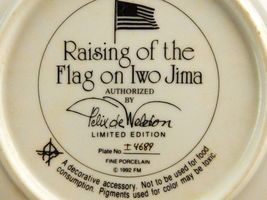 Raising of the
Flag on Iwo Jima
AUTHORIZED
BY
Felix de Weldon
LIMITED EDITION
Plate No. I 4689
FINE PORCELAIN
© 1992 FM
A decorative accessory. Not to be used for food
consumption. Pigments used for color may be toxic.